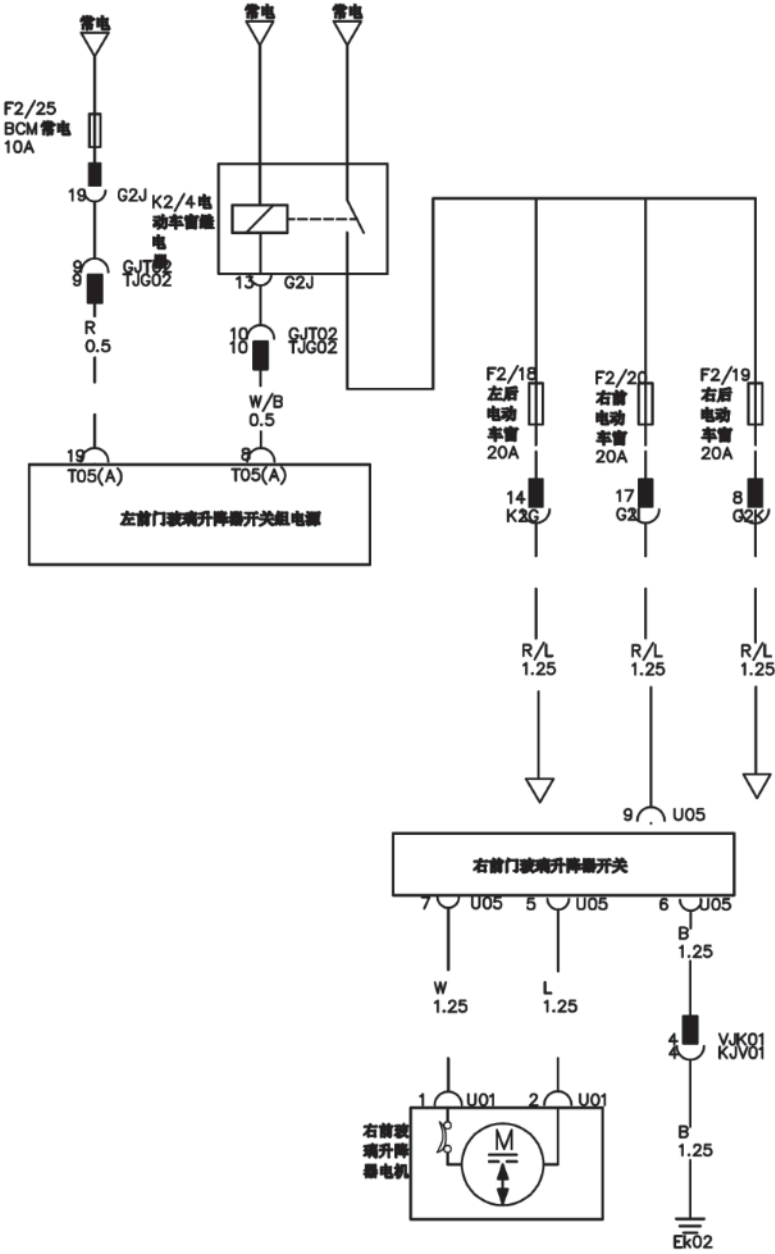 常电
常电
常电
F2/25
BCM常电
10A
19 G2J
K2/4电
动车窗继
电
器
9 GJT02
9 TJG02
13 G2J
R
0.5
10 GJT02
10 TJG02
W/B
0.5
F2/18
左后
电动
车窗
20A
F2/20
右前
电动
车窗
20A
F2/19
右后
电动
车窗
20A
19
T05(A)
8
T05(A)
左前门玻璃升降器开关组电源
14
17
8
G2K
R/L
1.25
R/L
1.25
R/L
1.25
9 U05
右前门玻璃升降器开关
7 U05
5 U05
6 U05
B
1.25
W
1.25
L
1.25
4 VJK01
4 KJV01
1 U01
2 U01
右前玻
璃升降
器电机
M
B
1.25
Ek02